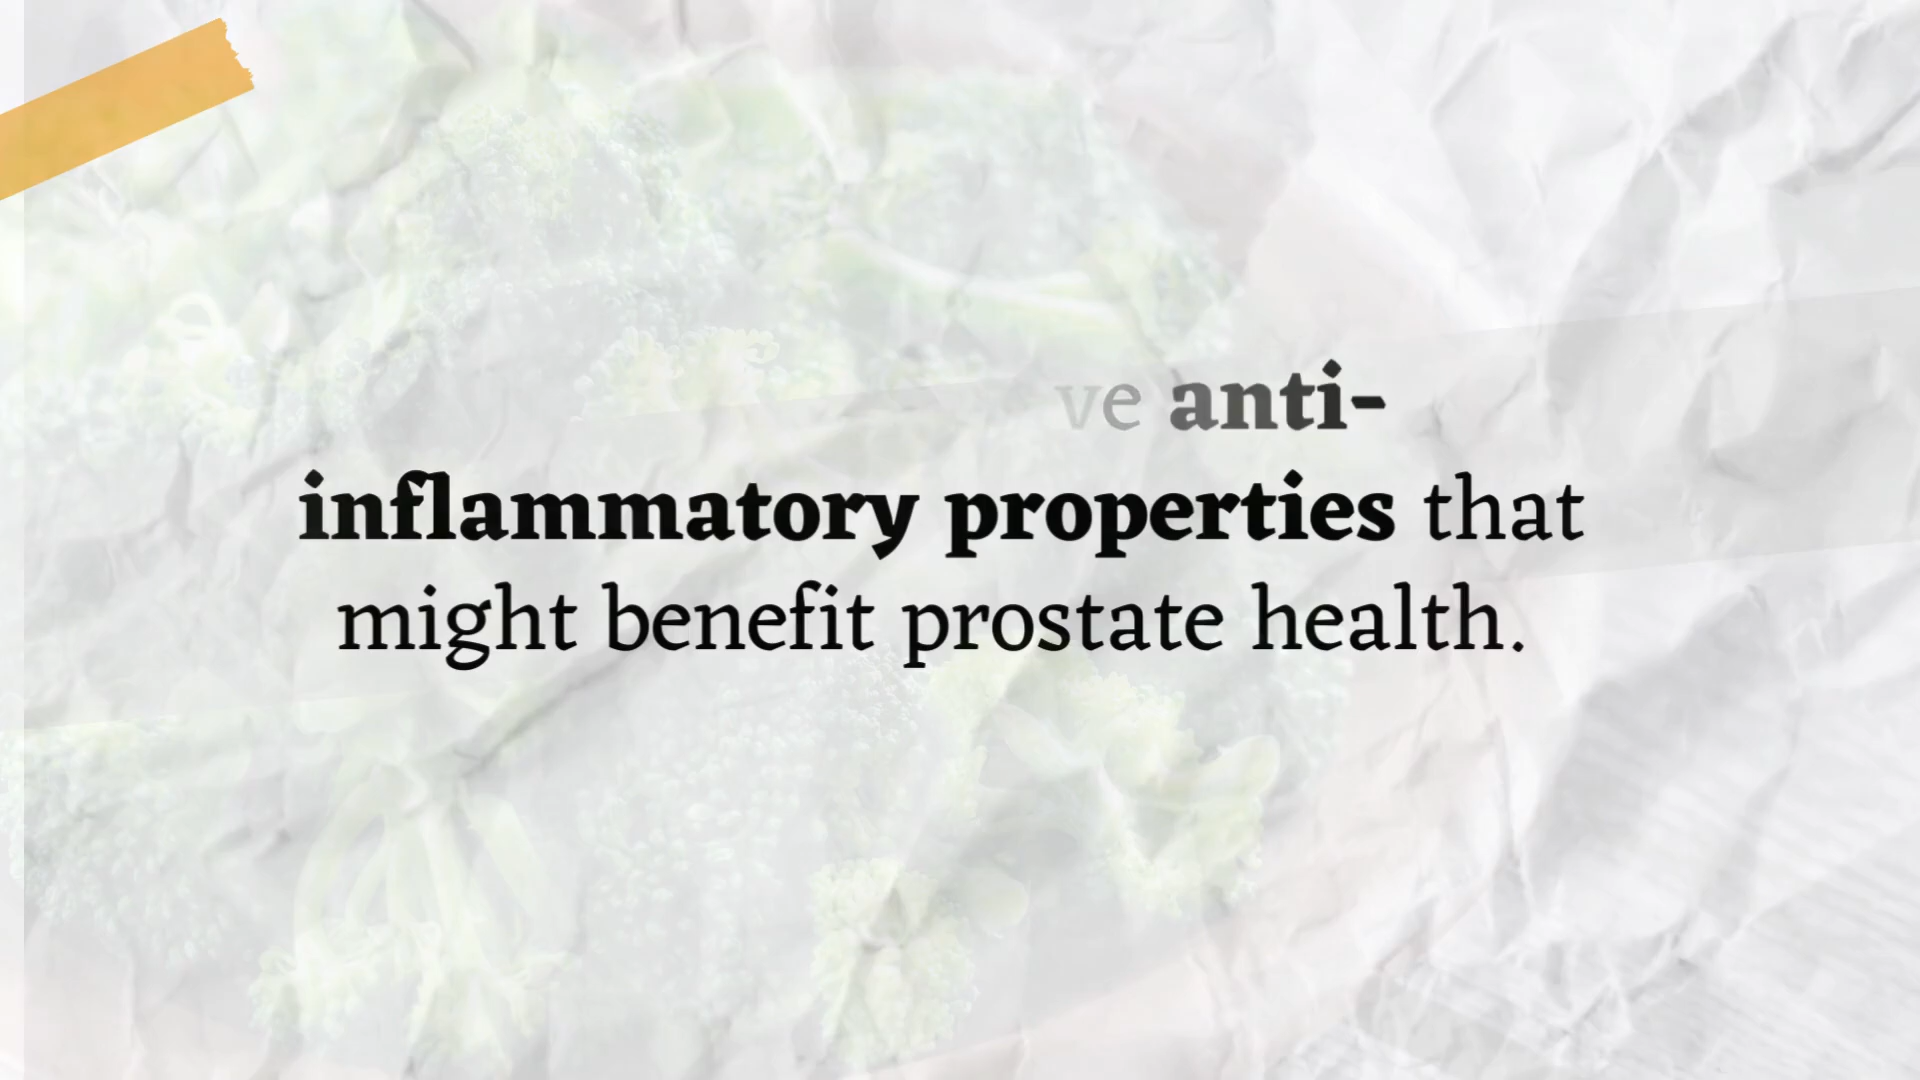 ve anti-
inflammatory properties that
might benefit prostate health.